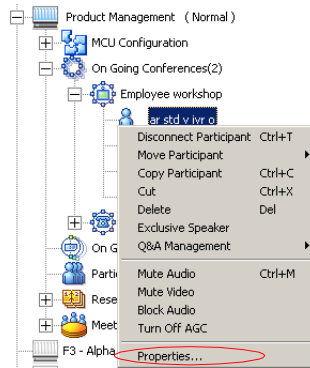 Product Management   ( Normal )
MCU Configuration
On Going Conferences(2)
Employee workshop
ar std v ivr o
Disconnect Participant Ctrl+T
Move Participant
Copy Participant Ctrl+C
Cut Ctrl+X
Delete Del
Exclusive Speaker
On G
Q&A Management
Parti
Mute Audio Ctrl+M
Mute Video
Rese
Block Audio
Meet
Turn Off AGC
F3 - Alpha
Properties...